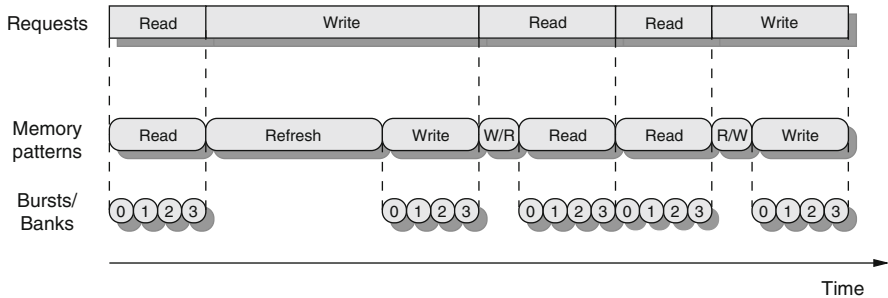 Requests Read Write Read Read Write
Memory patterns Read Refresh Write W/R Read Read R/W Write
Bursts/ Banks 0 1 2 3 0 1 2 3 0 1 2 3 0 1 2 3 0 1 2 3
Time